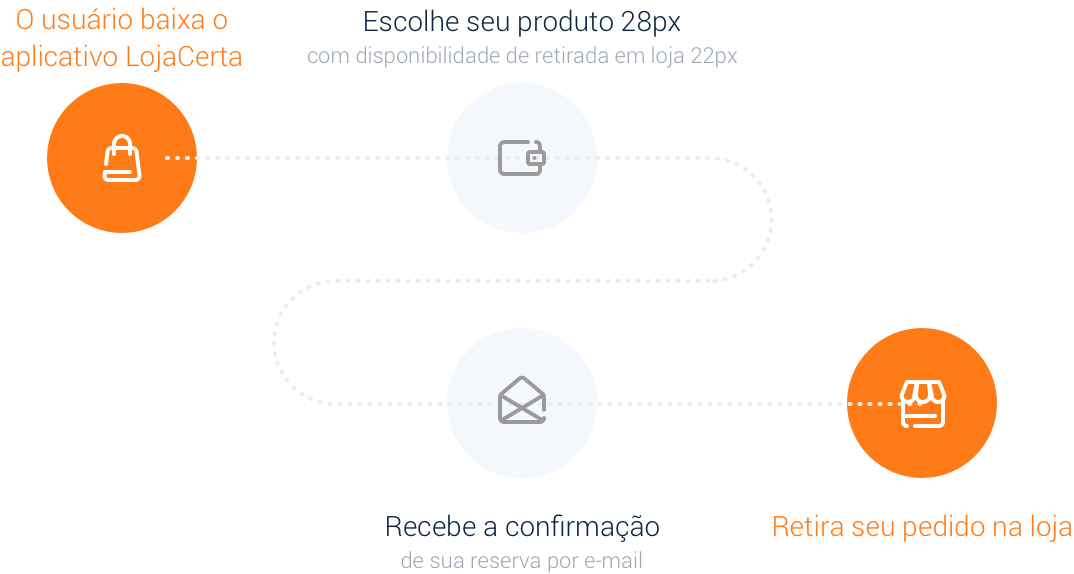 O usuário baixa o
aplicativo LojaCerta
Escolhe seu produto 28px
com disponibilidade de retirada em loja 22px
Recebe a confirmação
de sua reserva por e-mail
Retira seu pedido na loja